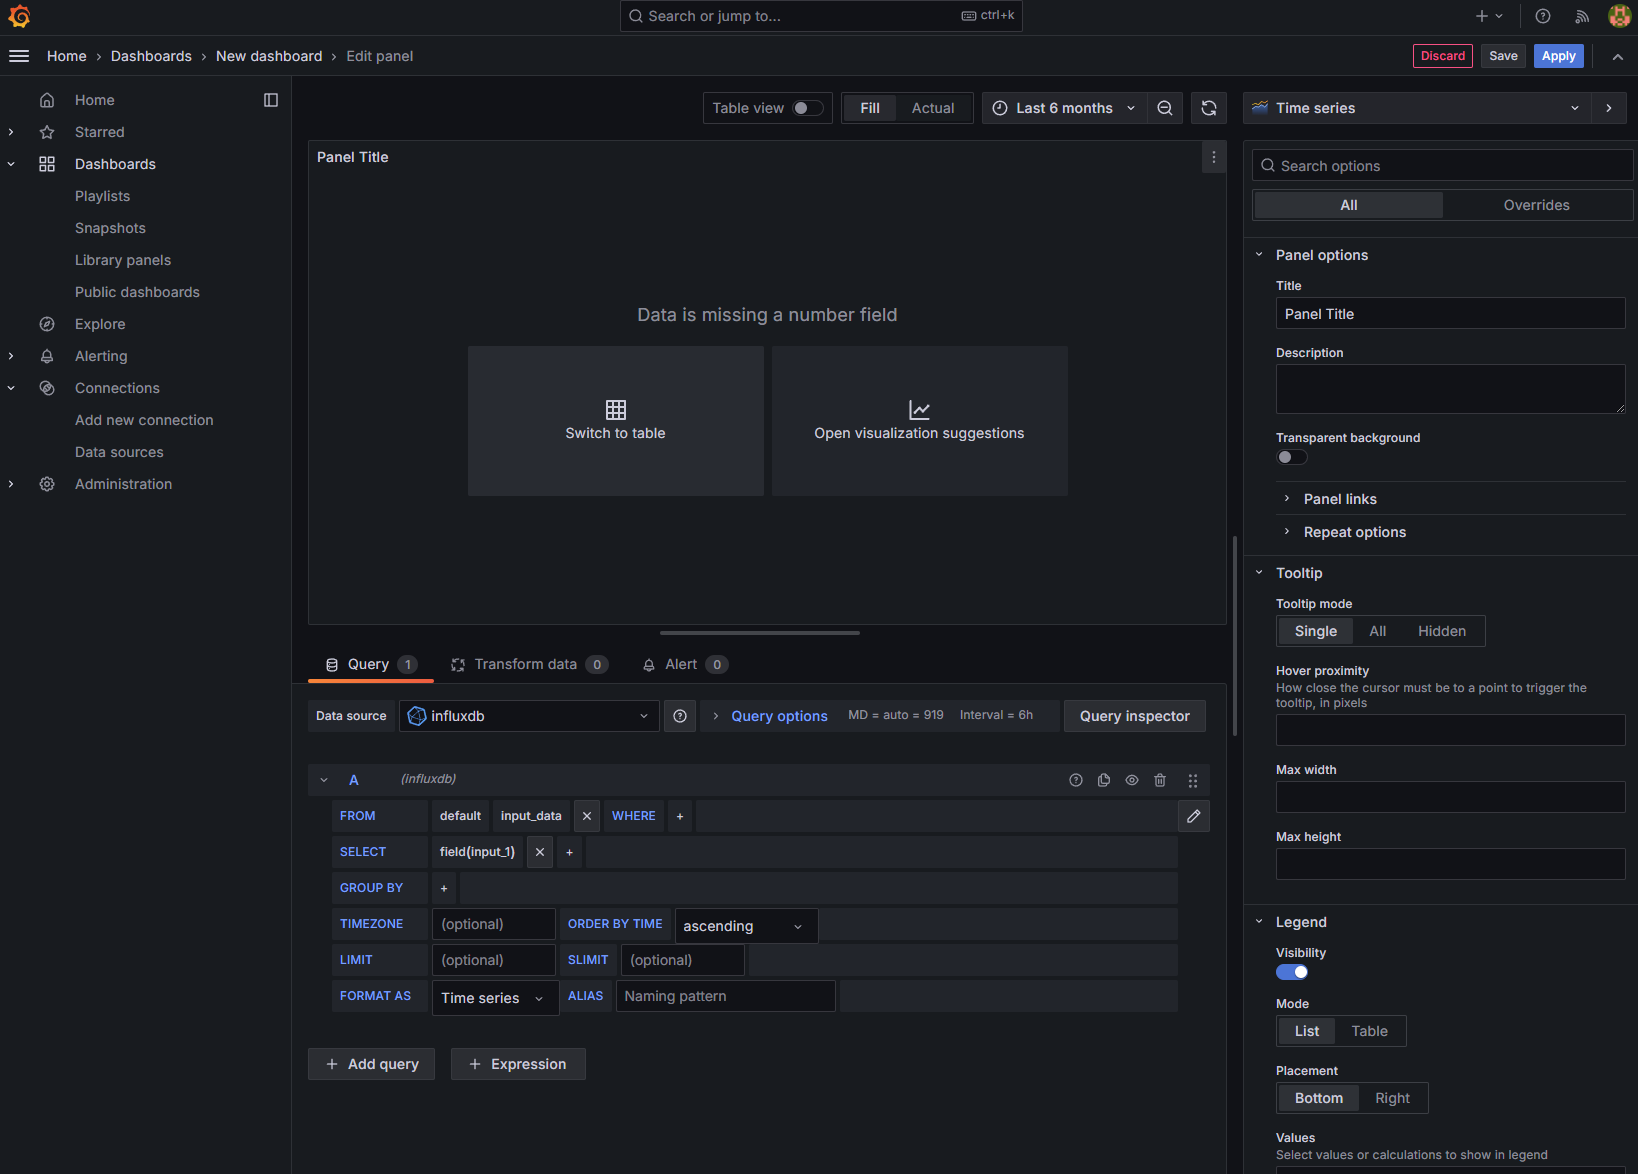 Search or jump to... ctrl+k
Home › Dashboards › New dashboard › Edit panel
Discard Save Apply
Home
Starred
Dashboards
Playlists
Snapshots
Library panels
Public dashboards
Explore
Alerting
Connections
Add new connection
Data sources
Administration
Table view Fill Actual Last 6 months
Panel Title
Data is missing a number field
Switch to table
Open visualization suggestions
Query 1 Transform data 0 Alert 0
Data source influxdb Query options MD = auto = 919 Interval = 6h Query inspector
A (influxdb)
FROM default input_data WHERE +
SELECT field(input_1) +
GROUP BY +
TIMEZONE (optional) ORDER BY TIME ascending
LIMIT (optional) SLIMIT (optional)
FORMAT AS Time series ALIAS Naming pattern
+ Add query + Expression
Time series
Search options
All Overrides
Panel options
Title
Panel Title
Description
Transparent background
Panel links
Repeat options
Tooltip
Tooltip mode
Single All Hidden
Hover proximity
How close the cursor must be to a point to trigger the
tooltip, in pixels
Max width
Max height
Legend
Visibility
Mode
List Table
Placement
Bottom Right
Values
Select values or calculations to show in legend